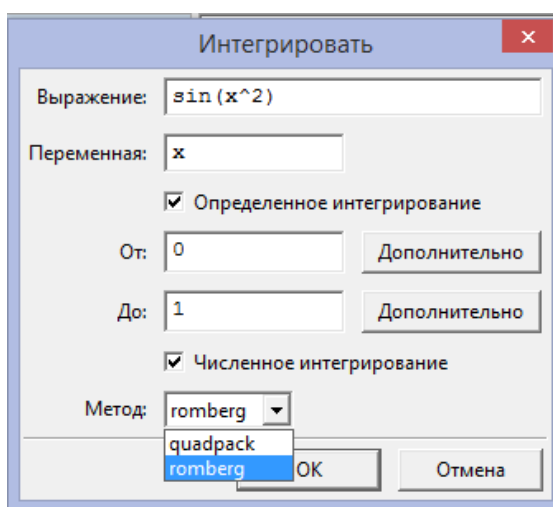 Интегрировать
Выражение: sin(x^2)
Переменная: x
Определенное интегрирование
От: 0 Дополнительно
До: 1 Дополнительно
Численное интегрирование
Метод: romberg
quadpack
romberg
OK Отмена